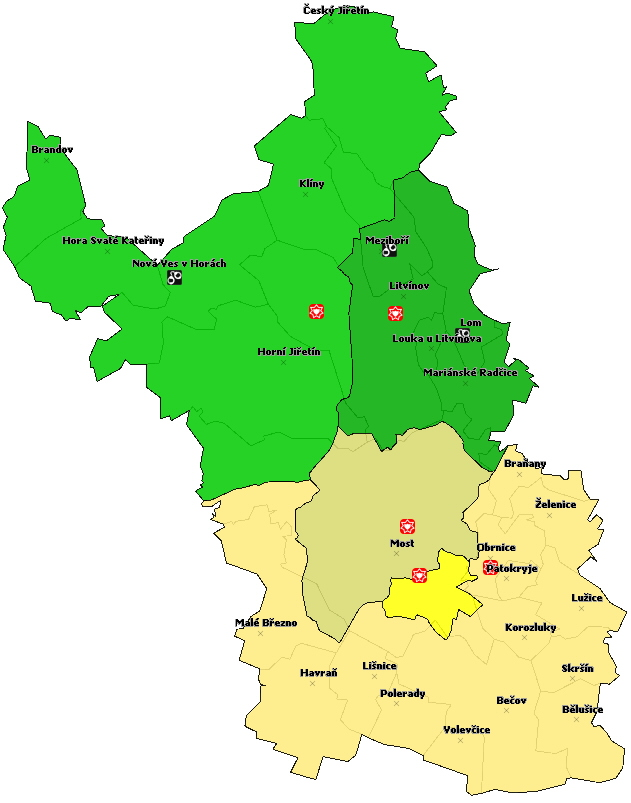 Český Jiřetín
Brandov
Klíny
Hora Svaté Kateřiny
Meziboří
Nová Ves v Horách
Litvínov
Lom
Louka u Litvínova
Horní Jiřetín
Mariánské Radčice
Braňany
Želenice
Most
Obrnice
Patokryje
Lužice
Malé Březno
Korozluky
Lišnice
Skršín
Havraň
Polerady
Bečov
Bělušice
Volevčice